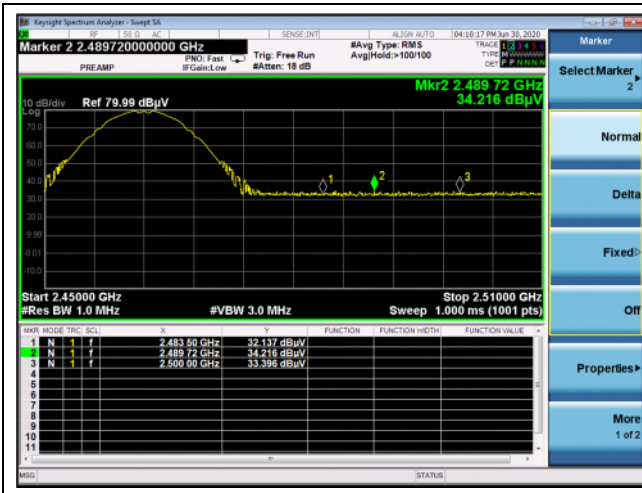 Keysight Spectrum Analyzer - Swept SA
RF 50 Ω AC SENSE:INT ALIGN AUTO 04:10:17 PM Jun 30, 2020
Marker 2 2.489720000000 GHz
PREAMP
PNO: Fast
IFGain:Low
Trig: Free Run
#Atten: 18 dB
#Avg Type: RMS
Avg|Hold:>100/100
TRACE 1 2 3 4 5 6
TYPE M W W W W W
DET P P N N N N
Marker
Select Marker
2
Normal
Delta
Fixed
Off
Properties
More
1 of 2
Mkr2 2.489 72 GHz
34.216 dBµV
10 dB/div Ref 79.99 dBµV
Log
70.0
60.0
50.0
40.0
30.0
20.0
9.99
-0.01
-10.0
1
2
3
Start 2.45000 GHz Stop 2.51000 GHz
#Res BW 1.0 MHz #VBW 3.0 MHz Sweep 1.000 ms (1001 pts)
MKR MODE TRC SCL X Y FUNCTION FUNCTION WIDTH FUNCTION VALUE
1 N 1 f 2.483 50 GHz 32.137 dBµV
2 N 1 f 2.489 72 GHz 34.216 dBµV
3 N 1 f 2.500 00 GHz 33.396 dBµV
4
5
6
7
8
9
10
11
MSG STATUS